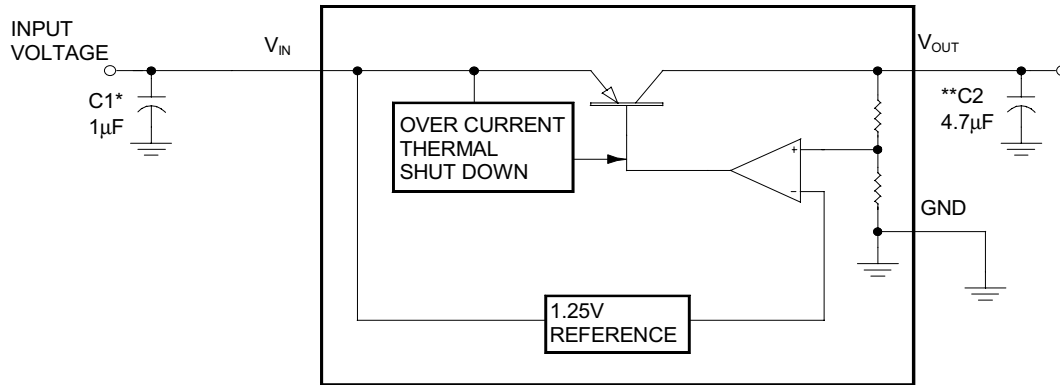 INPUT
VOLTAGE
V_IN
V_OUT
C1*
1μF
OVER CURRENT
THERMAL
SHUT DOWN
+
−
**C2
4.7μF
GND
1.25V
REFERENCE